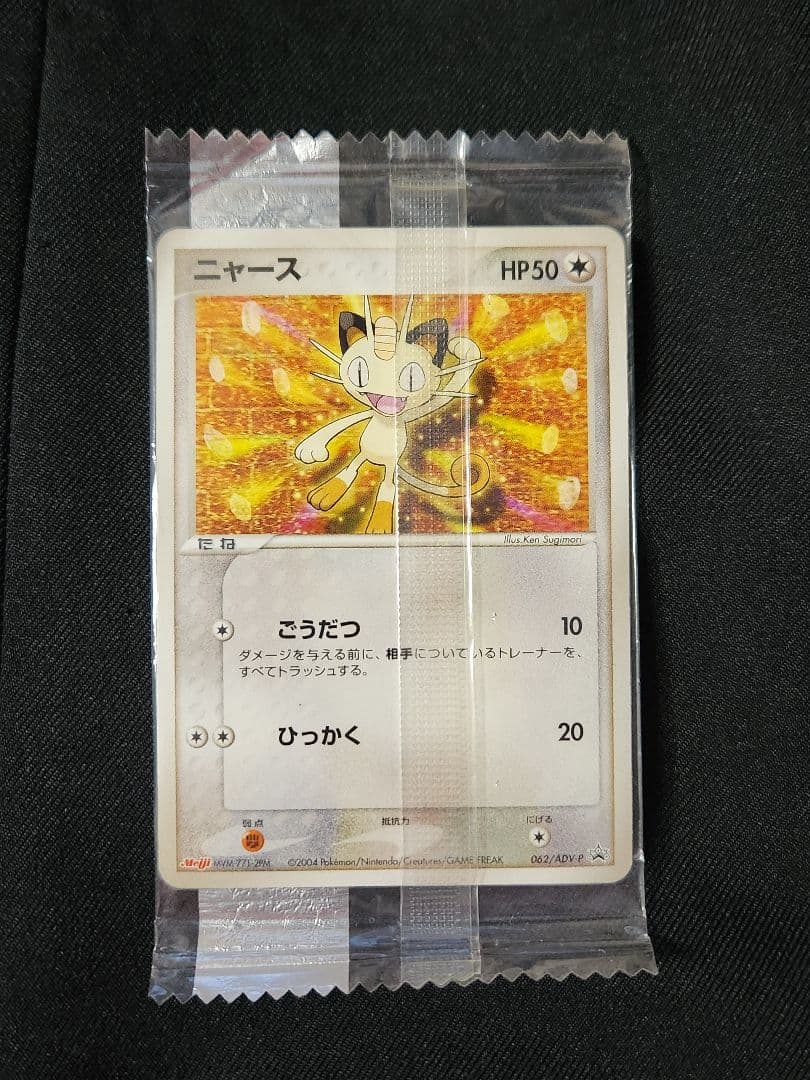 ニャース HP50
たね Illus.Ken Sugimori
ごうだつ 10
ダメージを与える前に、相手についているトレーナーを、
すべてトラッシュする。
ひっかく 20
弱点 抵抗力 にげる
Meiji MVM-771-2PM ©2004 Pokémon/Nintendo/Creatures/GAME FREAK 062/ADV-P